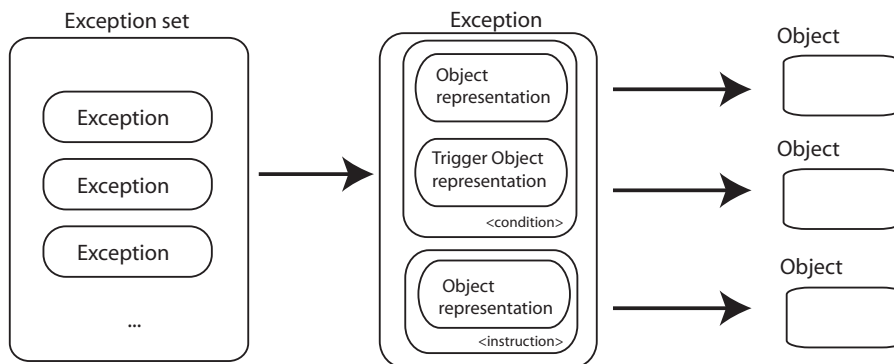 Exception set
Exception
Exception
Exception
...
Exception
Object
representation
Trigger Object
representation
<condition>
Object
representation
<instruction>
Object
Object
Object